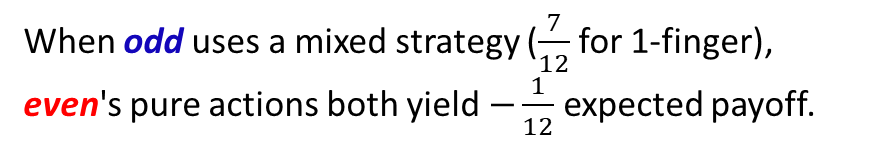 When odd uses a mixed strategy (7/12 for 1-finger),
even's pure actions both yield −1/12 expected payoff.